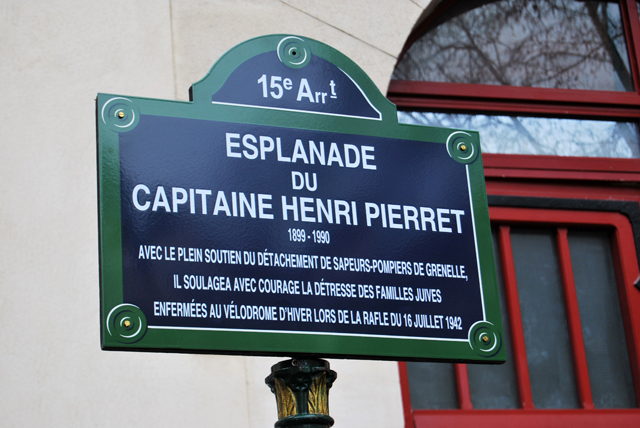 15e Arrt
ESPLANADE
DU
CAPITAINE HENRI PIERRET
1899 - 1990
AVEC LE PLEIN SOUTIEN DU DÉTACHEMENT DE SAPEURS-POMPIERS DE GRENELLE,
IL SOULAGEA AVEC COURAGE LA DÉTRESSE DES FAMILLES JUIVES
ENFERMÉES AU VÉLODROME D'HIVER LORS DE LA RAFLE DU 16 JUILLET 1942